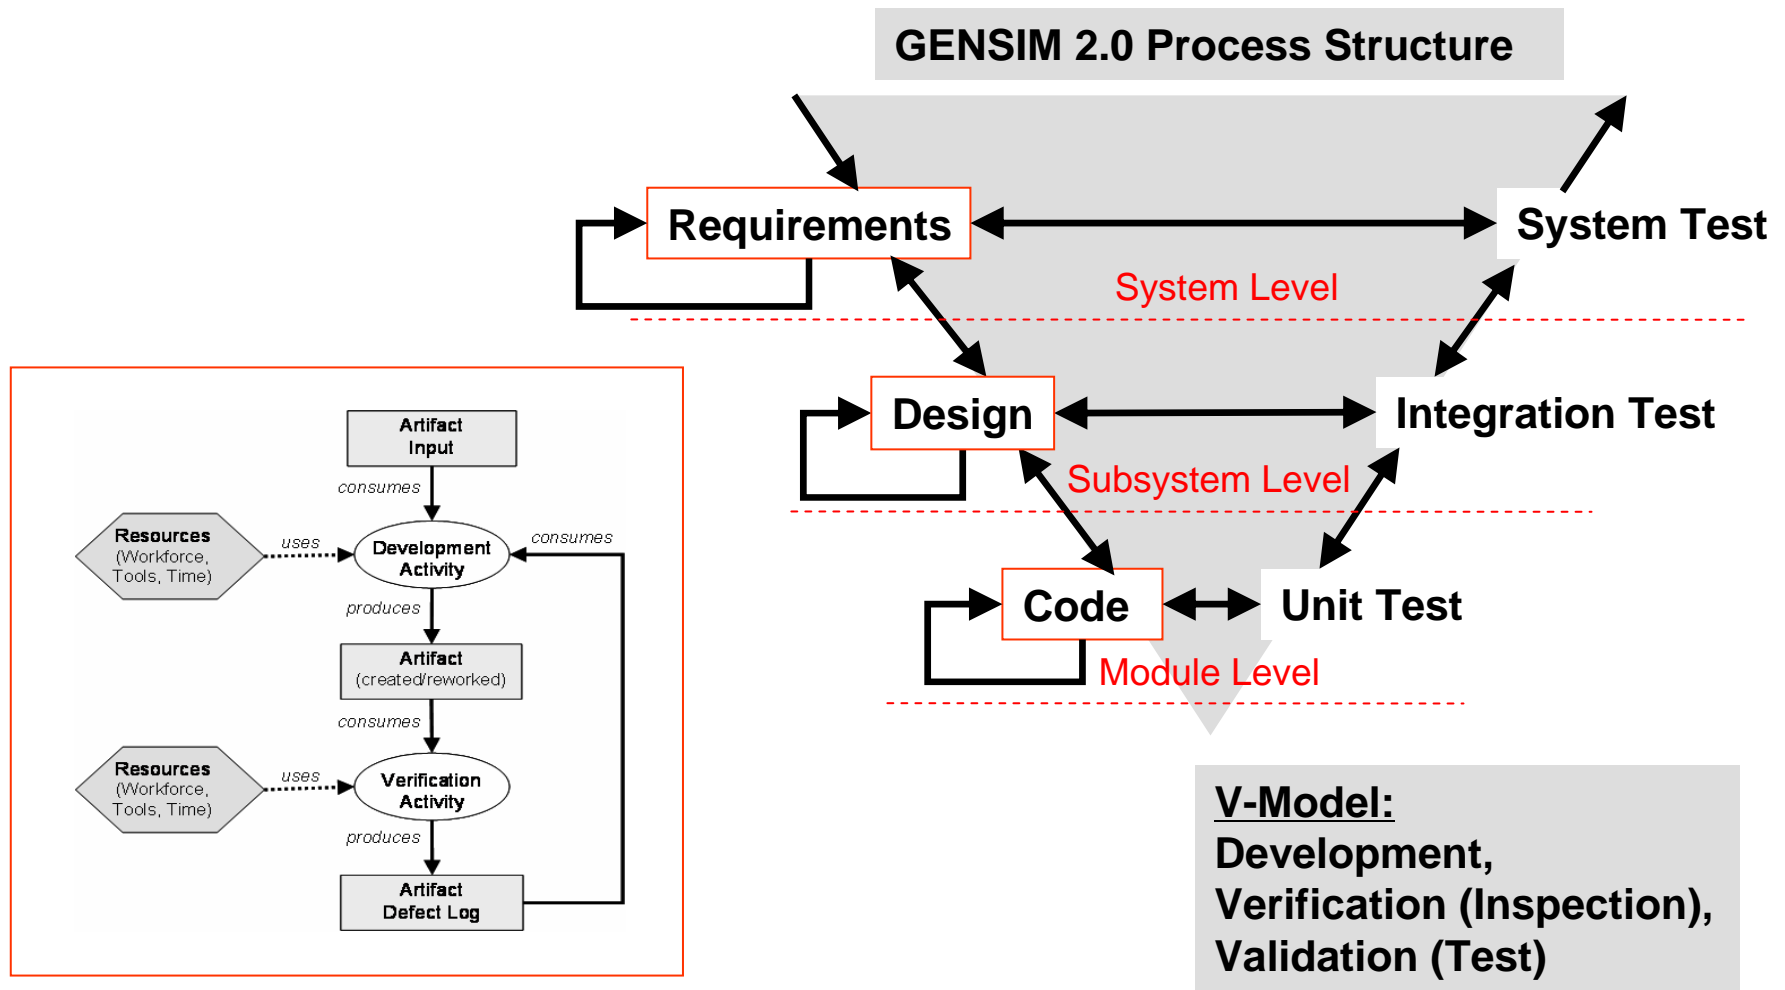 GENSIM 2.0 Process Structure
Requirements
System Test
System Level
Design
Integration Test
Subsystem Level
Code
Unit Test
Module Level
Artifact
Input
consumes
Resources
(Workforce,
Tools, Time)
uses
Development
Activity
consumes
produces
Artifact
(created/reworked)
consumes
Resources
(Workforce,
Tools, Time)
uses
Verification
Activity
produces
Artifact
Defect Log
V-Model:
Development,
Verification (Inspection),
Validation (Test)